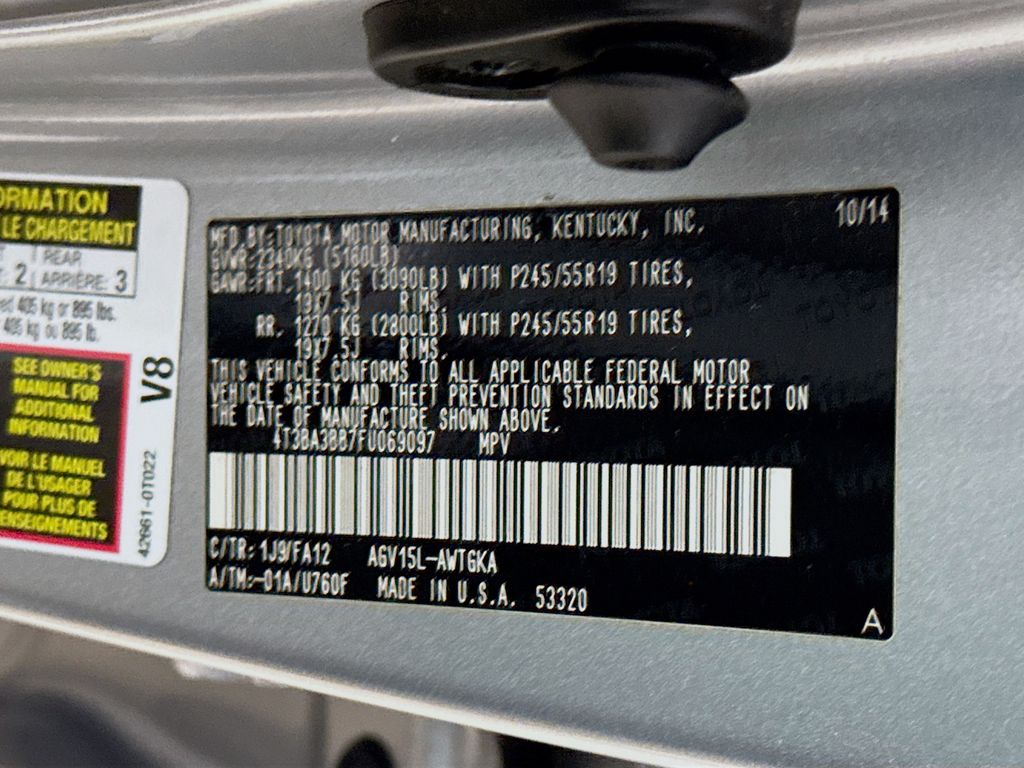 ORMATION
LE CHARGEMENT
REAR
2 ARRIÈRE: 3
405 kg or 895 lbs.
405 kg ou 895 lb.
SEE OWNER'S
MANUAL FOR
ADDITIONAL
INFORMATION
VOIR LE MANUEL
DE L'USAGER
POUR PLUS DE
ENSEIGNEMENTS
V8
42661-0T022
10/14
MFD BY: TOYOTA MOTOR MANUFACTURING, KENTUCKY, INC.
GVWR:2340KG (5160LB)
GAWR:FRT. 1400 KG (3090LB) WITH P245/55R19 TIRES,
19X7.5J RIMS,
RR. 1270 KG (2800LB) WITH P245/55R19 TIRES,
19X7.5J RIMS.
THIS VEHICLE CONFORMS TO ALL APPLICABLE FEDERAL MOTOR
VEHICLE SAFETY AND THEFT PREVENTION STANDARDS IN EFFECT ON
THE DATE OF MANUFACTURE SHOWN ABOVE.
4T3BA3BB7FU069097 MPV
C/TR: 1J9/FA12 AGV15L-AWTGKA
A/TM:-01A/U760F MADE IN U.S.A. 53320
A